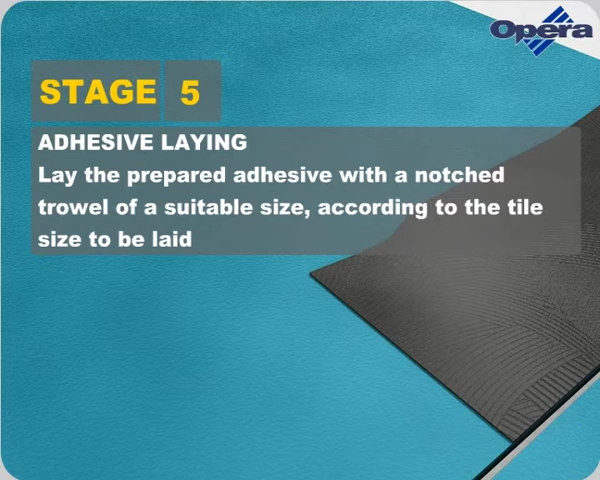 Opera
STAGE 5
ADHESIVE LAYING
Lay the prepared adhesive with a notched
trowel of a suitable size, according to the tile
size to be laid